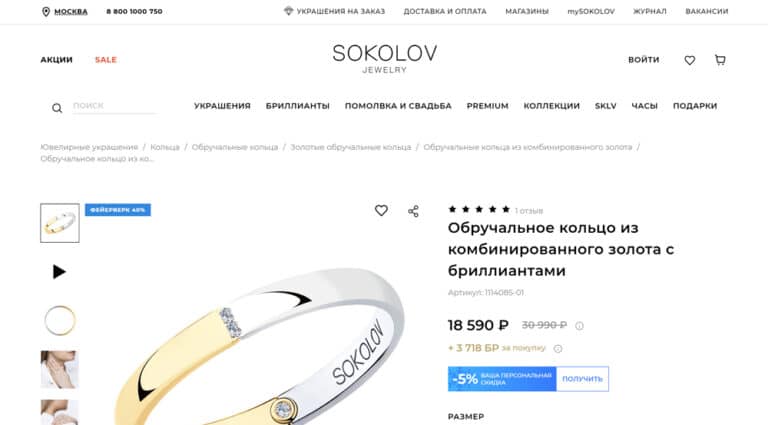 МОСКВА 8 800 1000 750 УКРАШЕНИЯ НА ЗАКАЗ ДОСТАВКА И ОПЛАТА МАГАЗИНЫ mySOKOLOV ЖУРНАЛ ВАКАНСИИ
АКЦИИ SALE SOKOLOV ВОЙТИ
JEWELRY
ПОИСК УКРАШЕНИЯ БРИЛЛИАНТЫ ПОМОЛВКА И СВАДЬБА PREMIUM КОЛЛЕКЦИИ SKLV ЧАСЫ ПОДАРКИ
Ювелирные украшения / Кольца / Обручальные кольца / Золотые обручальные кольца / Обручальные кольца из комбинированного золота /
Обручальное кольцо из ко...
ФЕЙЕРВЕРК 40%
1 отзыв
Обручальное кольцо из
комбинированного золота с
бриллиантами
Артикул: 1114085-01
18 590 ₽ 30 990 ₽
+ 3 718 БР за покупку
-5% ВАША ПЕРСОНАЛЬНАЯ
СКИДКА
ПОЛУЧИТЬ
РАЗМЕР
SOKOLOV